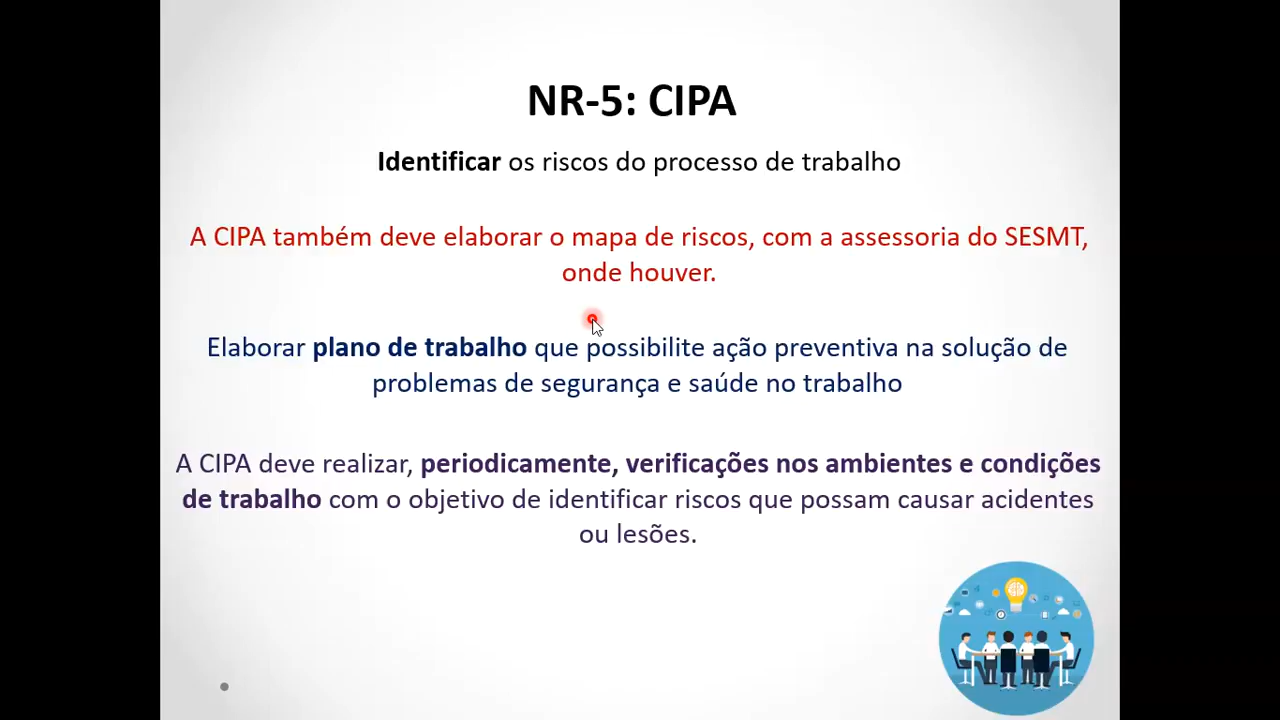 NR-5: CIPA
Identificar os riscos do processo de trabalho
A CIPA também deve elaborar o mapa de riscos, com a assessoria do SESMT,
onde houver.
Elaborar plano de trabalho que possibilite ação preventiva na solução de
problemas de segurança e saúde no trabalho
A CIPA deve realizar, periodicamente, verificações nos ambientes e condições
de trabalho com o objetivo de identificar riscos que possam causar acidentes
ou lesões.